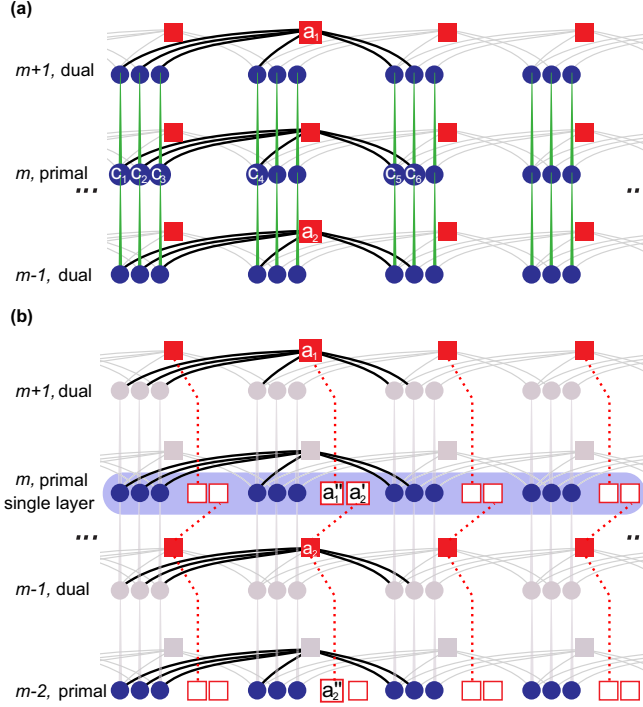 (a)
a₁
m+1, dual
C₁ C₂ C₃ C₄ C₅ C₆
m, primal
... ..
a₂
m-1, dual
(b)
a₁
m+1, dual
m, primal
single layer
a₁'' a₂'
... ..
a₂
m-1, dual
m-2, primal
a₂''